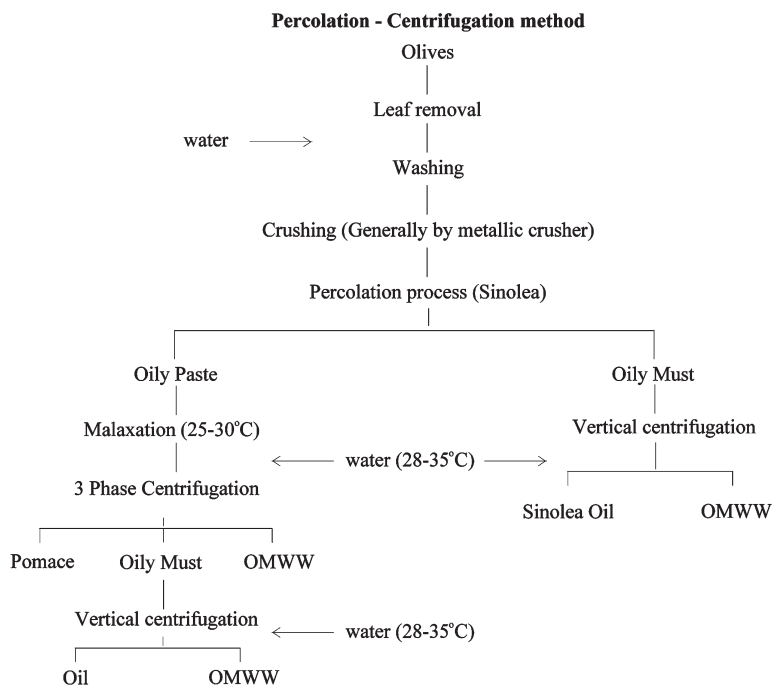 Percolation - Centrifugation method
Olives
Leaf removal
water
Washing
Crushing (Generally by metallic crusher)
Percolation process (Sinolea)
Oily Paste
Oily Must
Malaxation (25-30°C)
Vertical centrifugation
water (28-35°C)
3 Phase Centrifugation
Sinolea Oil
OMWW
Pomace
Oily Must
OMWW
Vertical centrifugation
water (28-35°C)
Oil
OMWW